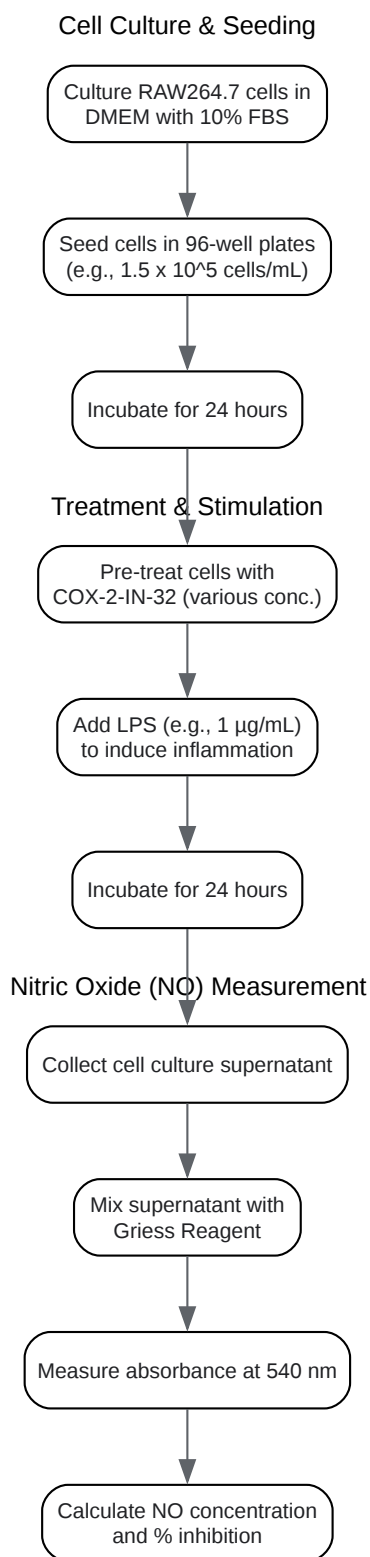 Cell Culture & Seeding
Culture RAW264.7 cells in
DMEM with 10% FBS
Seed cells in 96-well plates
(e.g., 1.5 x 10^5 cells/mL)
Incubate for 24 hours
Treatment & Stimulation
Pre-treat cells with
COX-2-IN-32 (various conc.)
Add LPS (e.g., 1 µg/mL)
to induce inflammation
Incubate for 24 hours
Nitric Oxide (NO) Measurement
Collect cell culture supernatant
Mix supernatant with
Griess Reagent
Measure absorbance at 540 nm
Calculate NO concentration
and % inhibition